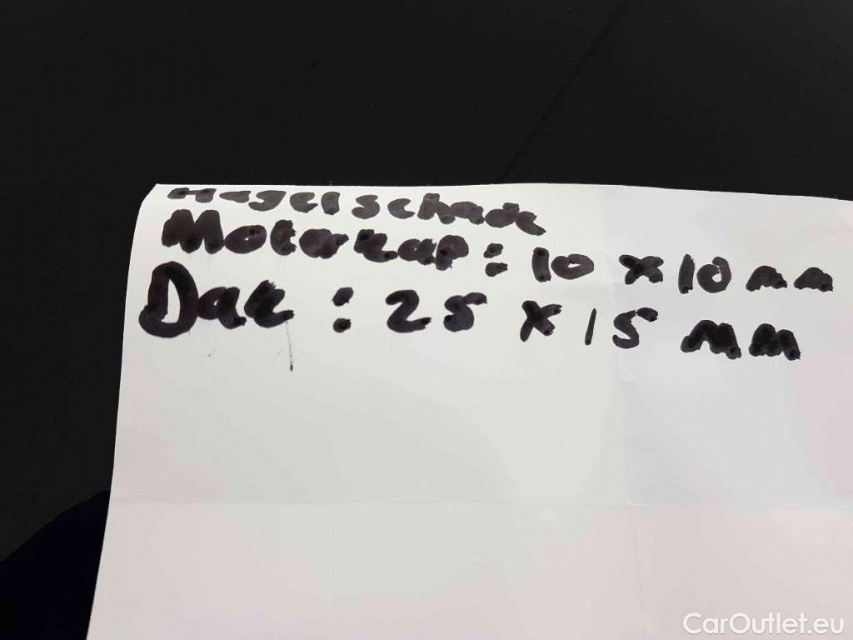 Hagelschade
Motorkap: 10 x 10 mm
Dak : 25 x 15 mm
CarOutlet.eu